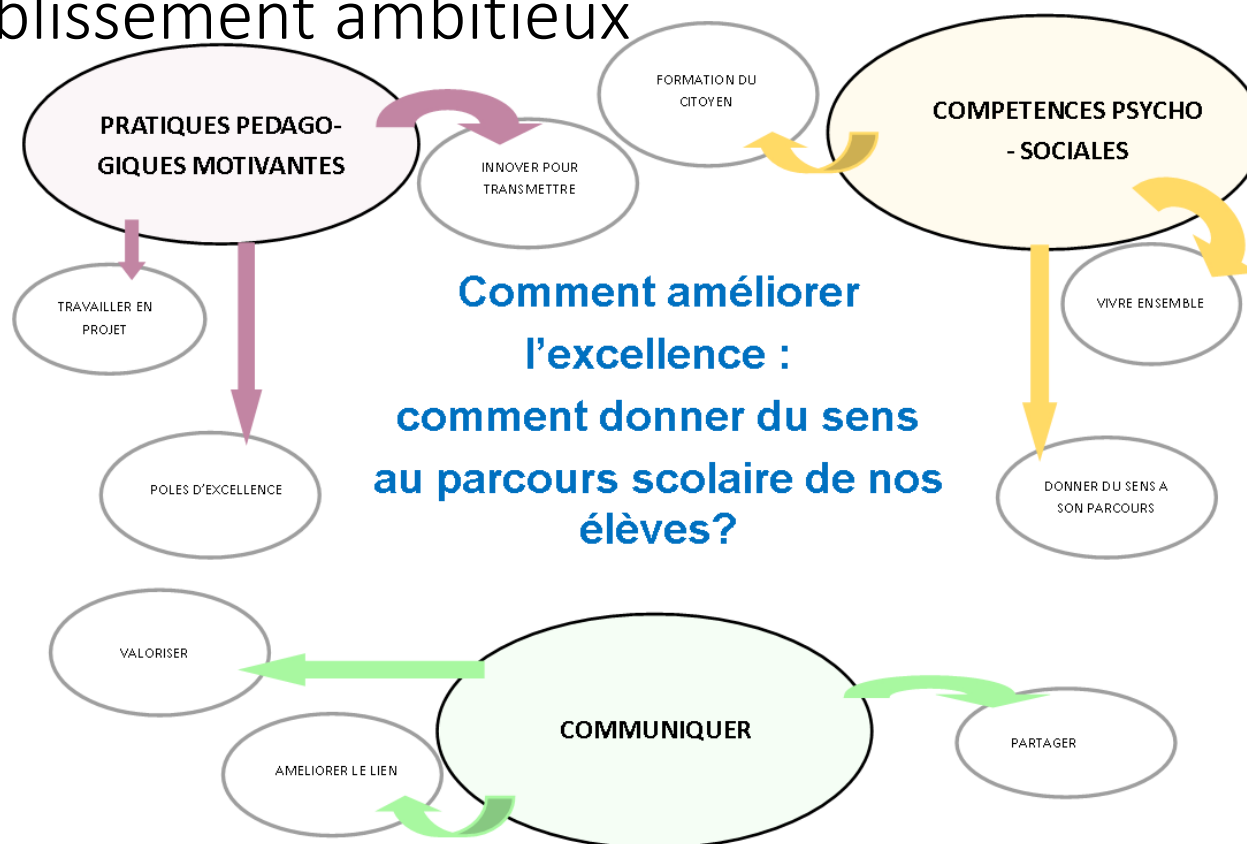 blissement ambitieux
PRATIQUES PEDAGO-
GIQUES MOTIVANTES
INNOVER POUR
TRANSMETTRE
FORMATION DU
CITOYEN
COMPETENCES PSYCHO
- SOCIALES
TRAVAILLER EN
PROJET
VIVRE ENSEMBLE
Comment améliorer
l’excellence :
comment donner du sens
au parcours scolaire de nos
élèves?
POLES D'EXCELLENCE
DONNER DU SENS A
SON PARCOURS
VALORISER
COMMUNIQUER
PARTAGER
AMELIORER LE LIEN